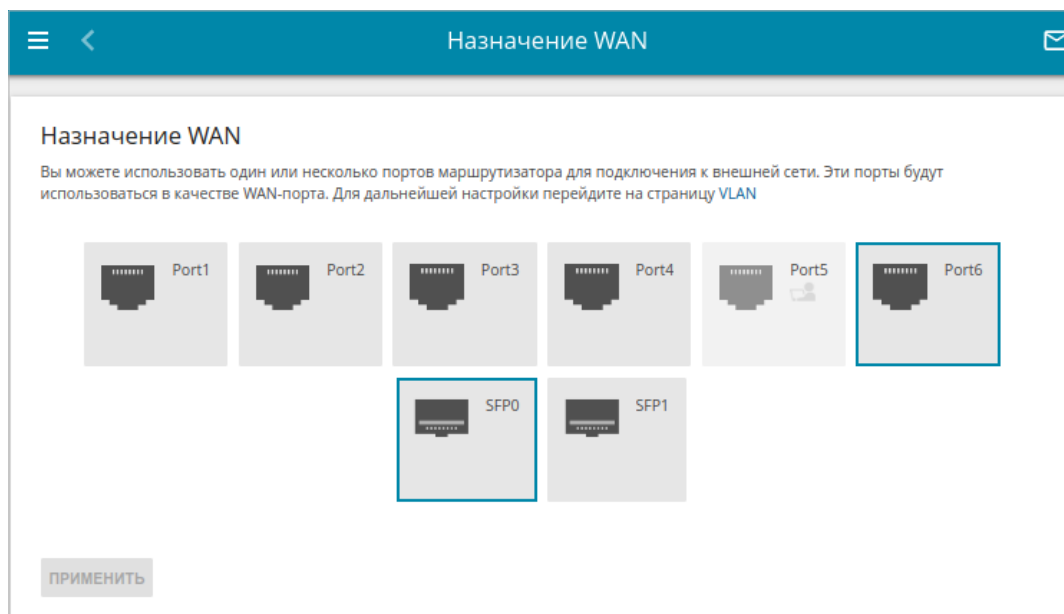 Назначение WAN
Назначение WAN
Вы можете использовать один или несколько портов маршрутизатора для подключения к внешней сети. Эти порты будут
использоваться в качестве WAN-порта. Для дальнейшей настройки перейдите на страницу VLAN
Port1 Port2 Port3 Port4 Port5 Port6
SFP0 SFP1
ПРИМЕНИТЬ